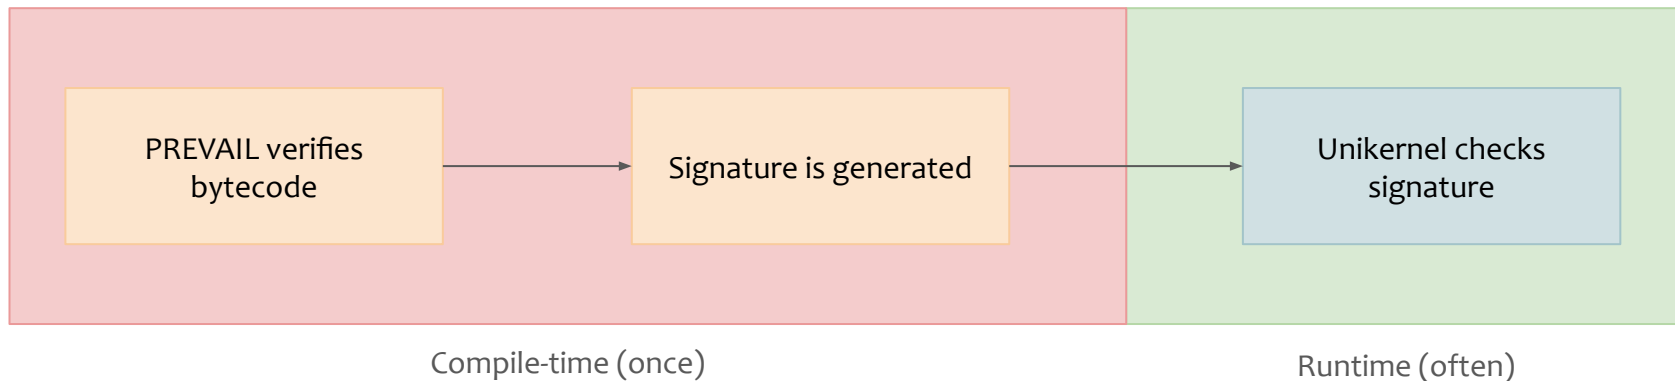 PREVAIL verifies
bytecode
Signature is generated
Unikernel checks
signature
Compile-time (once)
Runtime (often)